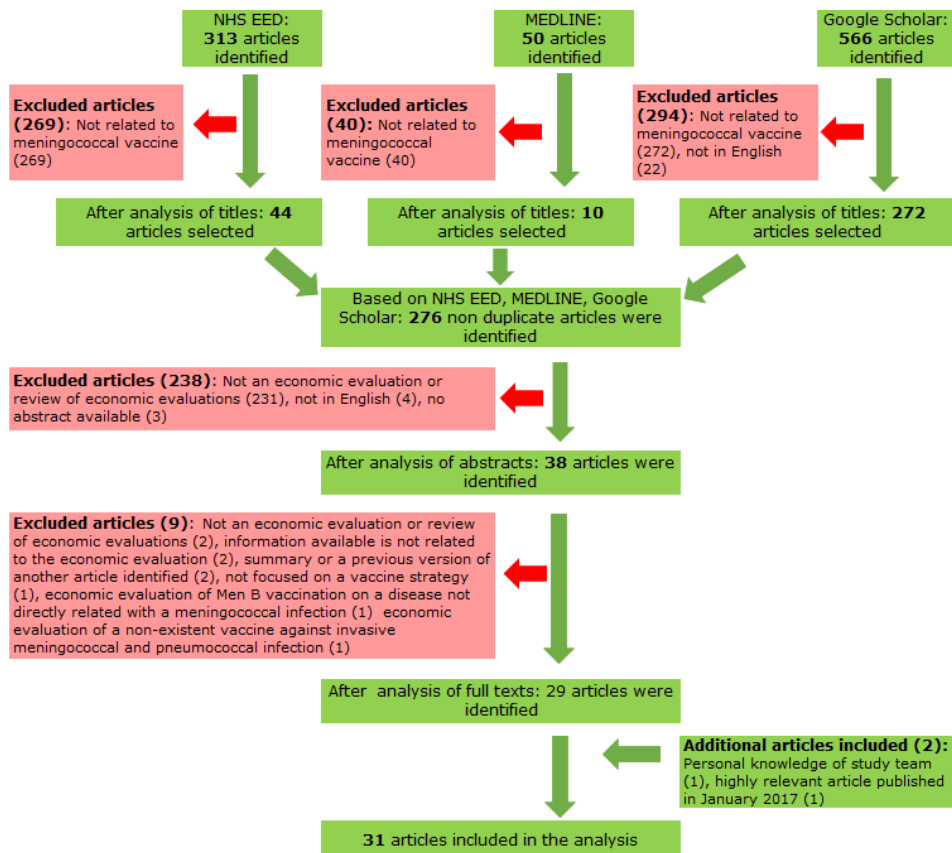 NHS EED:
313 articles
identified
MEDLINE:
50 articles
identified
Google Scholar:
566 articles
identified
Excluded articles
(269): Not related to
meningococcal vaccine
(269)
Excluded articles
(40): Not related to
meningococcal
vaccine (40)
Excluded articles
(294): Not related to
meningococcal vaccine
(272), not in English
(22)
After analysis of titles: 44
articles selected
After analysis of titles: 10
articles selected
After analysis of titles: 272
articles selected
Based on NHS EED, MEDLINE, Google
Scholar: 276 non duplicate articles were
identified
Excluded articles (238): Not an economic evaluation or
review of economic evaluations (231), not in English (4), no
abstract available (3)
After analysis of abstracts: 38 articles were
identified
Excluded articles (9): Not an economic evaluation or review
of economic evaluations (2), information available is not related
to the economic evaluation (2), summary or a previous version of
another article identified (2), not focused on a vaccine strategy
(1), economic evaluation of Men B vaccination on a disease not
directly related with a meningococcal infection (1) economic
evaluation of a non-existent vaccine against invasive
meningococcal and pneumococcal infection (1)
After analysis of full texts: 29 articles were
identified
Additional articles included (2):
Personal knowledge of study team
(1), highly relevant article published
in January 2017 (1)
31 articles included in the analysis